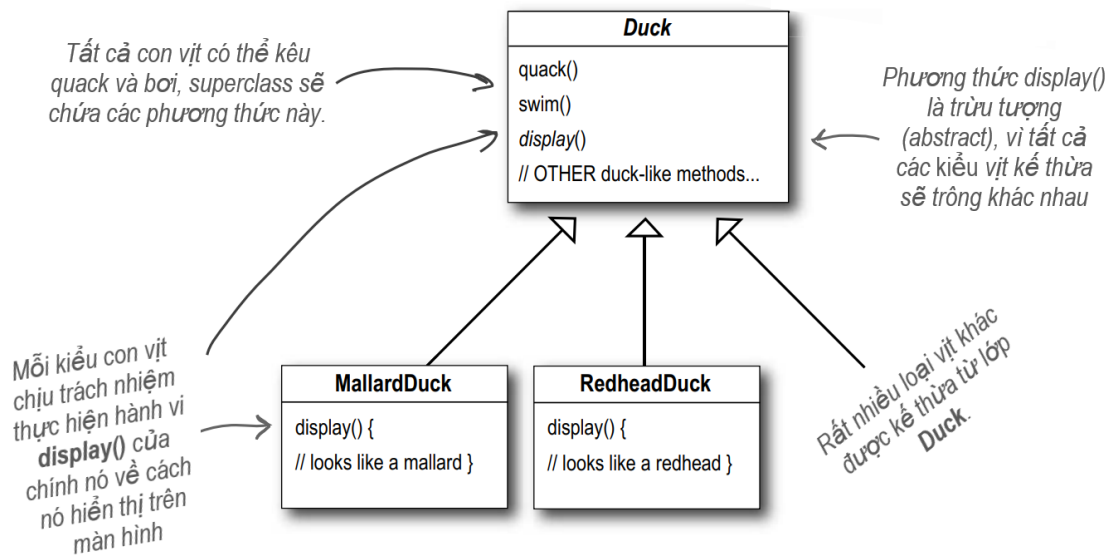 Tất cả con vịt có thể kêu
quack và bơi, superclass sẽ
chứa các phương thức này.
Duck
quack()
swim()
display()
// OTHER duck-like methods...
Phương thức display()
là trừu tượng
(abstract), vì tất cả
các kiểu vịt kế thừa
sẽ trông khác nhau
Mỗi kiểu con vịt
chịu trách nhiệm
thực hiện hành vi
display() của
chính nó về cách
nó hiển thị trên
màn hình
MallardDuck
display() {
// looks like a mallard }
RedheadDuck
display() {
// looks like a redhead }
Rất nhiều loại vịt khác
được kế thừa từ lớp
Duck.